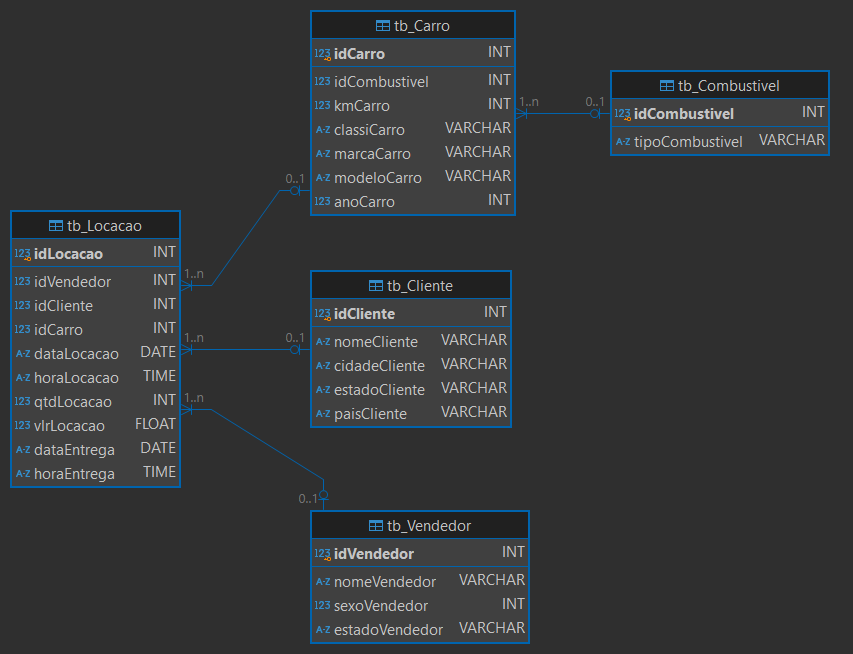 tb_Carro
123 idCarro INT
123 idCombustivel INT
123 kmCarro INT
A-Z classiCarro VARCHAR
A-Z marcaCarro VARCHAR
A-Z modeloCarro VARCHAR
123 anoCarro INT
1..n
0..1
tb_Combustivel
123 idCombustivel INT
A-Z tipoCombustivel VARCHAR
0..1
tb_Locacao
123 idLocacao INT
123 idVendedor INT
123 idCliente INT
123 idCarro INT
A-Z dataLocacao DATE
A-Z horaLocacao TIME
123 qtdLocacao INT
123 vlrLocacao FLOAT
A-Z dataEntrega DATE
A-Z horaEntrega TIME
1..n
1..n
0..1
1..n
tb_Cliente
123 idCliente INT
A-Z nomeCliente VARCHAR
A-Z cidadeCliente VARCHAR
A-Z estadoCliente VARCHAR
A-Z paisCliente VARCHAR
0..1
tb_Vendedor
123 idVendedor INT
A-Z nomeVendedor VARCHAR
123 sexoVendedor INT
A-Z estadoVendedor VARCHAR